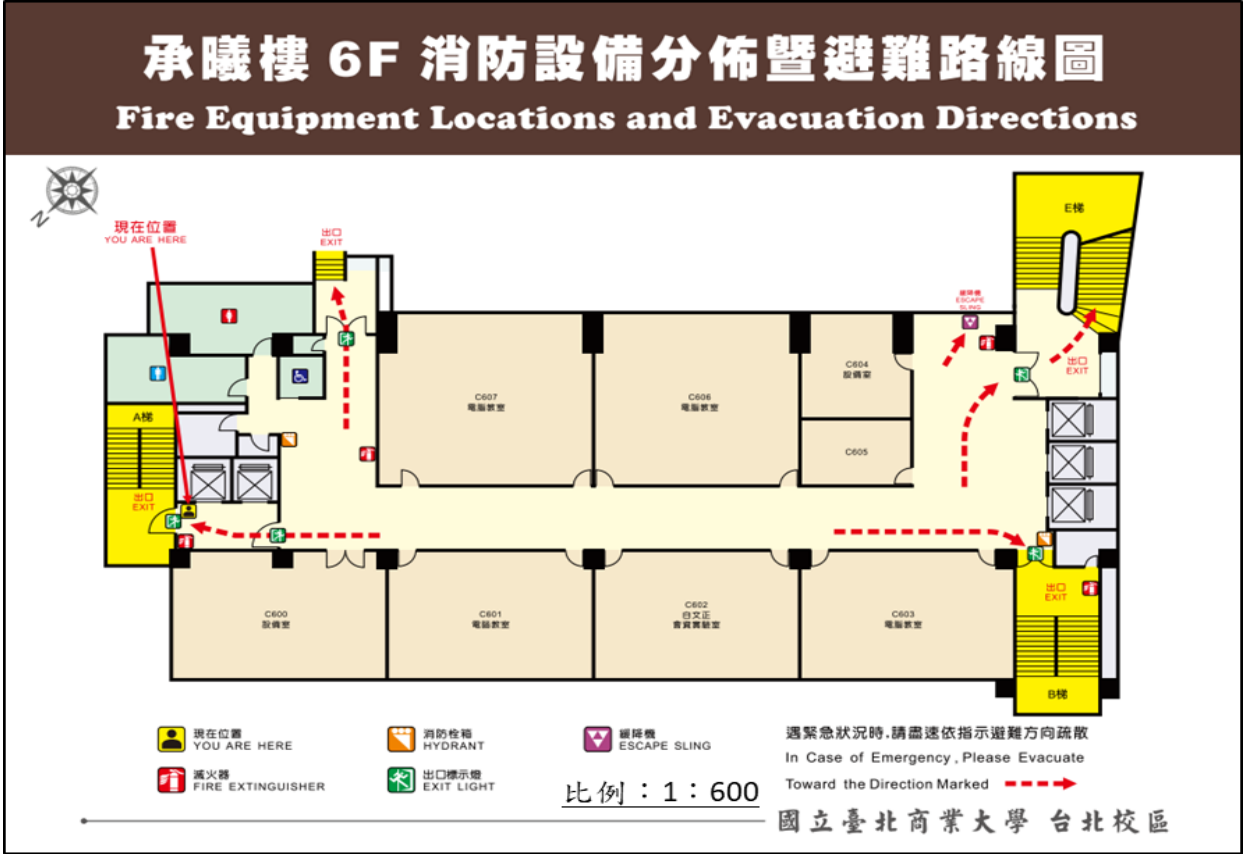 承曦樓 6F 消防設備分佈暨避難路線圖
Fire Equipment Locations and Evacuation Directions
N
現在位置
YOU ARE HERE
出口
EXIT
E梯
緩降機
ESCAPE
SLING
出口
EXIT
C607
電腦教室
C606
電腦教室
C604
設備室
C605
A梯
出口
EXIT
C600
設備室
C601
電腦教室
C602
白文正
會資實驗室
C603
電腦教室
出口
EXIT
B梯
現在位置
YOU ARE HERE
消防栓箱
HYDRANT
緩降機
ESCAPE SLING
滅火器
FIRE EXTINGUISHER
出口標示燈
EXIT LIGHT
比例：1：600
遇緊急狀況時.請盡速依指示避難方向疏散
In Case of Emergency , Please Evacuate
Toward the Direction Marked
國立臺北商業大學 台北校區